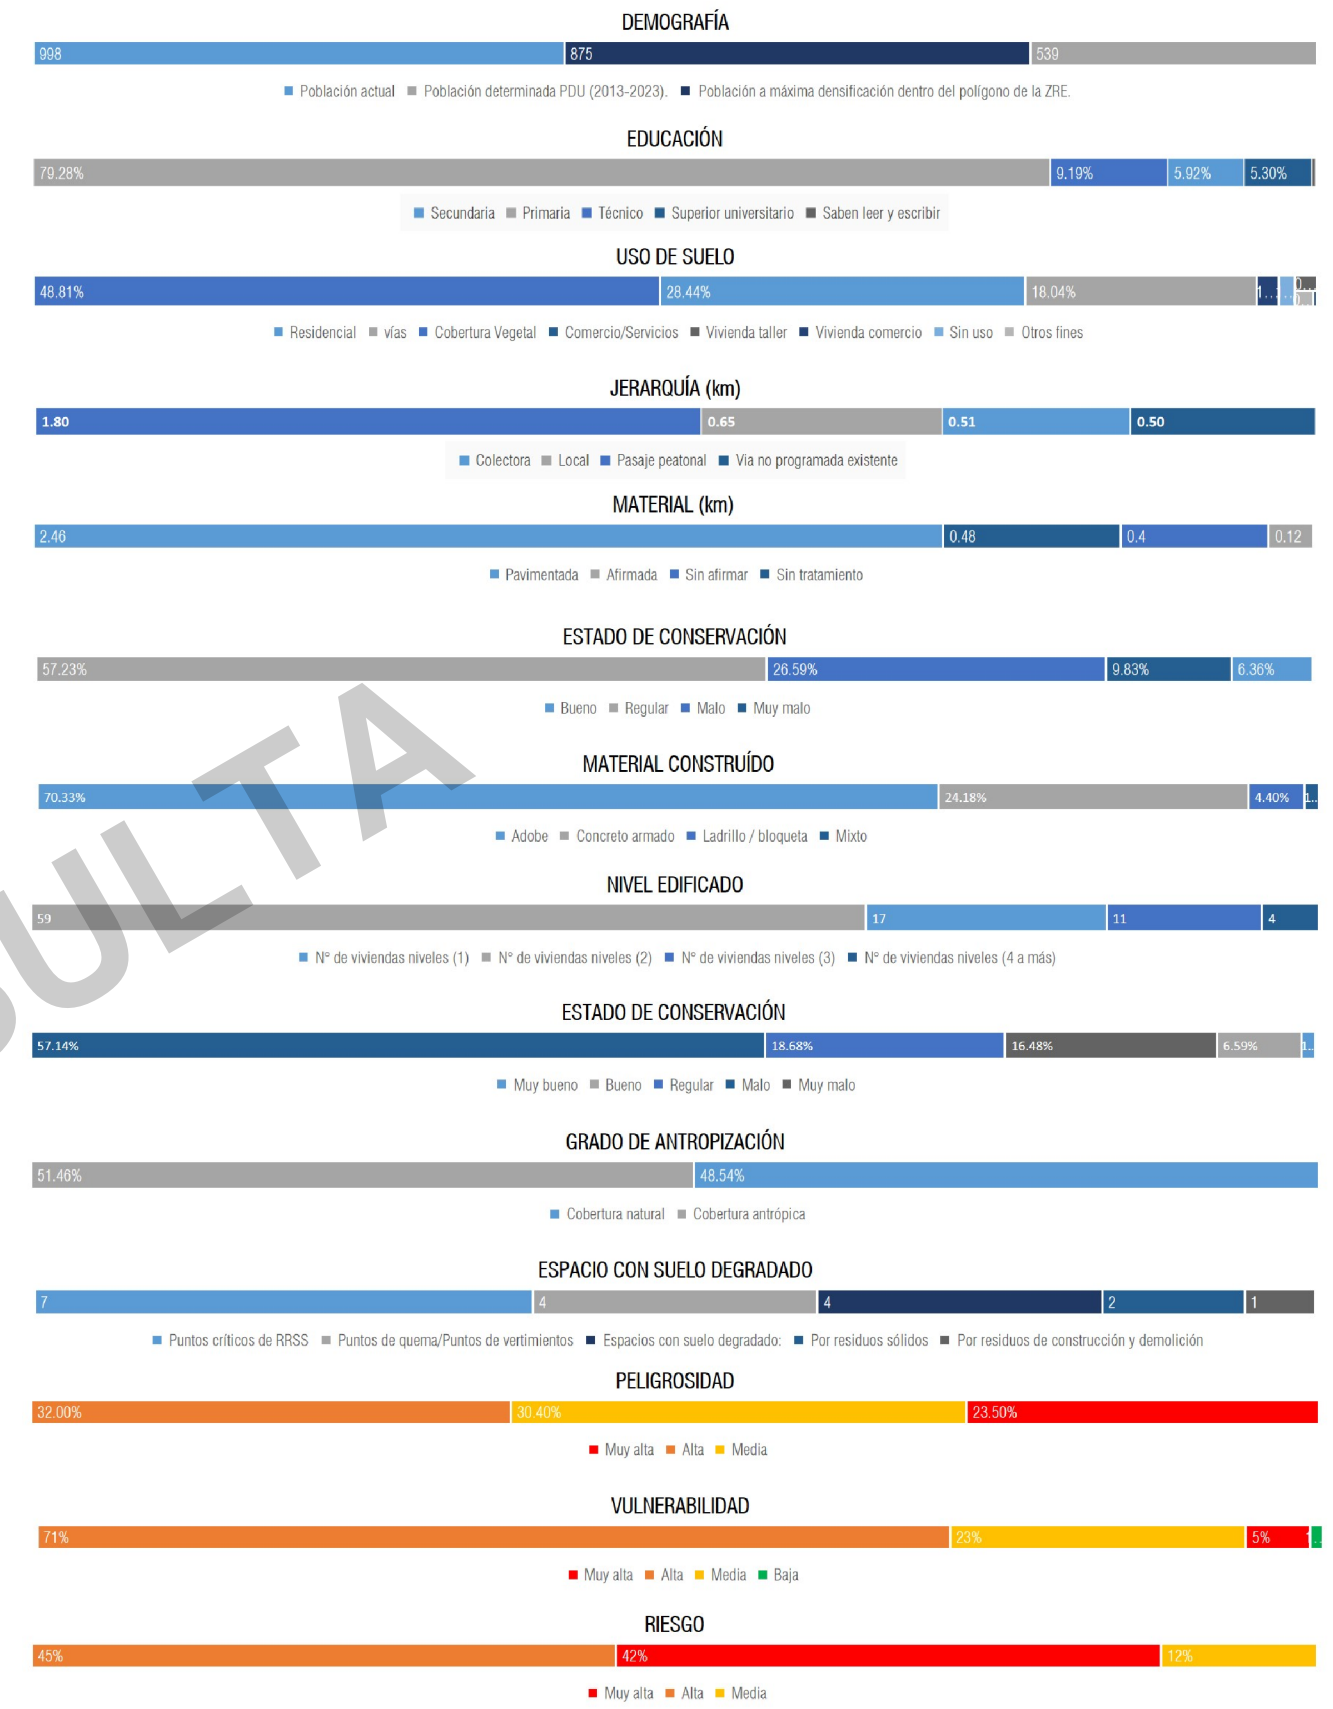 DEMOGRAFÍA
998 875 539
Población actual Población determinada PDU (2013-2023). Población a máxima densificación dentro del polígono de la ZRE.
EDUCACIÓN
79.28% 9.19% 5.92% 5.30%
Secundaria Primaria Técnico Superior universitario Saben leer y escribir
USO DE SUELO
48.81% 28.44% 18.04% 1...
Residencial vías Cobertura Vegetal Comercio/Servicios Vivienda taller Vivienda comercio Sin uso Otros fines
JERARQUÍA (km)
1.80 0.65 0.51 0.50
Colectora Local Pasaje peatonal Via no programada existente
MATERIAL (km)
2.46 0.48 0.4 0.12
Pavimentada Afirmada Sin afirmar Sin tratamiento
ESTADO DE CONSERVACIÓN
57.23% 26.59% 9.83% 6.36%
Bueno Regular Malo Muy malo
MATERIAL CONSTRUÍDO
70.33% 24.18% 4.40% 1...
Adobe Concreto armado Ladrillo / bloqueta Mixto
NIVEL EDIFICADO
59 17 11 4
N° de viviendas niveles (1) N° de viviendas niveles (2) N° de viviendas niveles (3) N° de viviendas niveles (4 a más)
ESTADO DE CONSERVACIÓN
57.14% 18.68% 16.48% 6.59% 1...
Muy bueno Bueno Regular Malo Muy malo
GRADO DE ANTROPIZACIÓN
51.46% 48.54%
Cobertura natural Cobertura antrópica
ESPACIO CON SUELO DEGRADADO
7 4 4 2 1
Puntos críticos de RRSS Puntos de quema/Puntos de vertimientos Espacios con suelo degradado: Por residuos sólidos Por residuos de construcción y demolición
PELIGROSIDAD
32.00% 30.40% 23.50%
Muy alta Alta Media
VULNERABILIDAD
71% 23% 5% 1...
Muy alta Alta Media Baja
RIESGO
45% 42% 12%
Muy alta Alta Media
ULTA